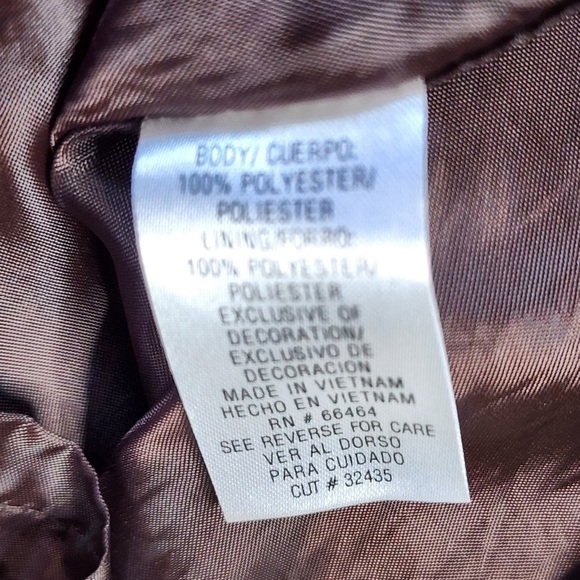 BODY/ CUERPO:
100% POLYESTER/
POLIESTER
LINING/FORRO:
100% POLYESTER/
POLIESTER
EXCLUSIVE OF
DECORATION/
EXCLUSIVO DE
DECORACION
MADE IN VIETNAM
HECHO EN VIETNAM
RN # 66464
SEE REVERSE FOR CARE
VER AL DORSO
PARA CUIDADO
CUT # 32435